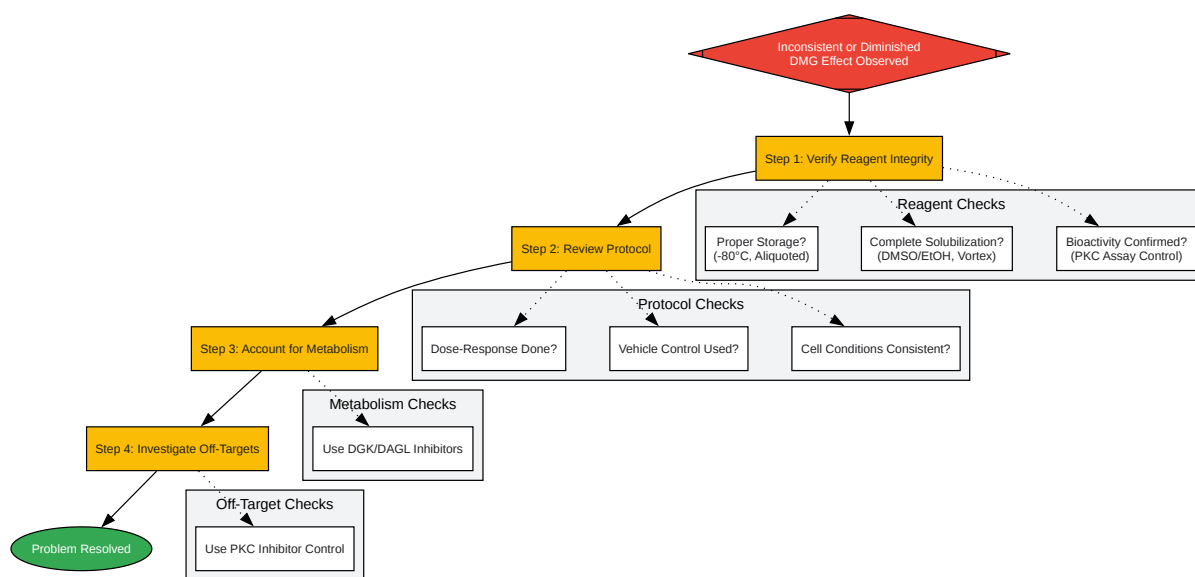 Inconsistent or Diminished
DMG Effect Observed
Step 1: Verify Reagent Integrity
Reagent Checks
Proper Storage?
(-80°C, Aliquoted)
Complete Solubilization?
(DMSO/EtOH, Vortex)
Bioactivity Confirmed?
(PKC Assay Control)
Step 2: Review Protocol
Protocol Checks
Dose-Response Done?
Vehicle Control Used?
Cell Conditions Consistent?
Step 3: Account for Metabolism
Metabolism Checks
Use DGK/DAGL Inhibitors
Step 4: Investigate Off-Targets
Off-Target Checks
Use PKC Inhibitor Control
Problem Resolved